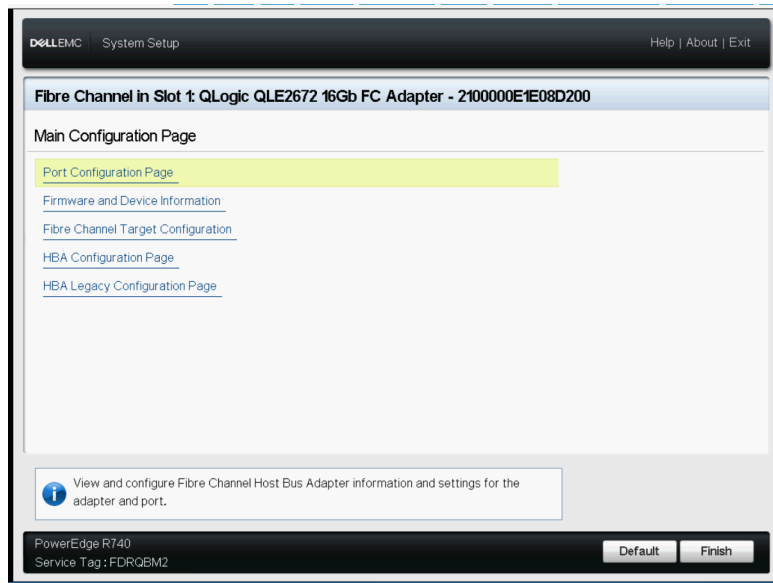 DELLEMC System Setup
Help | About | Exit
Fibre Channel in Slot 1: QLogic QLE2672 16Gb FC Adapter - 2100000E1E08D200
Main Configuration Page
Port Configuration Page
Firmware and Device Information
Fibre Channel Target Configuration
HBA Configuration Page
HBA Legacy Configuration Page
View and configure Fibre Channel Host Bus Adapter information and settings for the
adapter and port.
PowerEdge R740
Service Tag : FDRQBM2
Default Finish